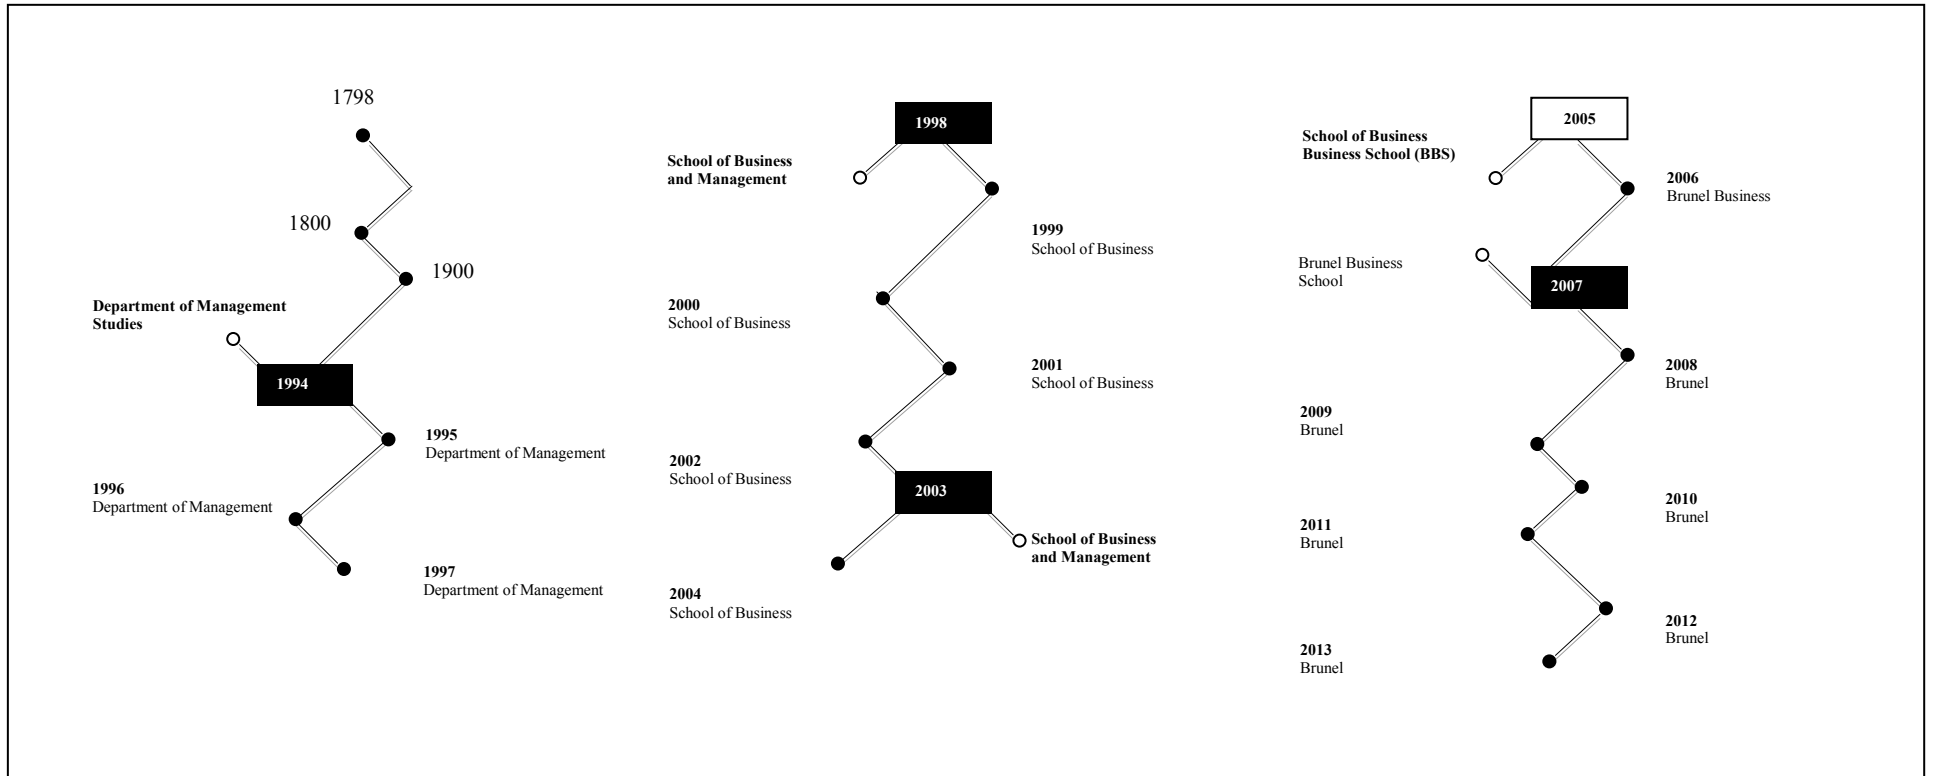 1798
1800
1900
Department of Management
Studies
1994
1995
Department of Management
1996
Department of Management
1997
Department of Management
1998
School of Business
and Management
1999
School of Business
2000
School of Business
2001
School of Business
2002
School of Business
2003
School of Business
and Management
2004
School of Business
2005
School of Business
Business School (BBS)
2006
Brunel Business
Brunel Business
School
2007
2008
Brunel
2009
Brunel
2010
Brunel
2011
Brunel
2012
Brunel
2013
Brunel